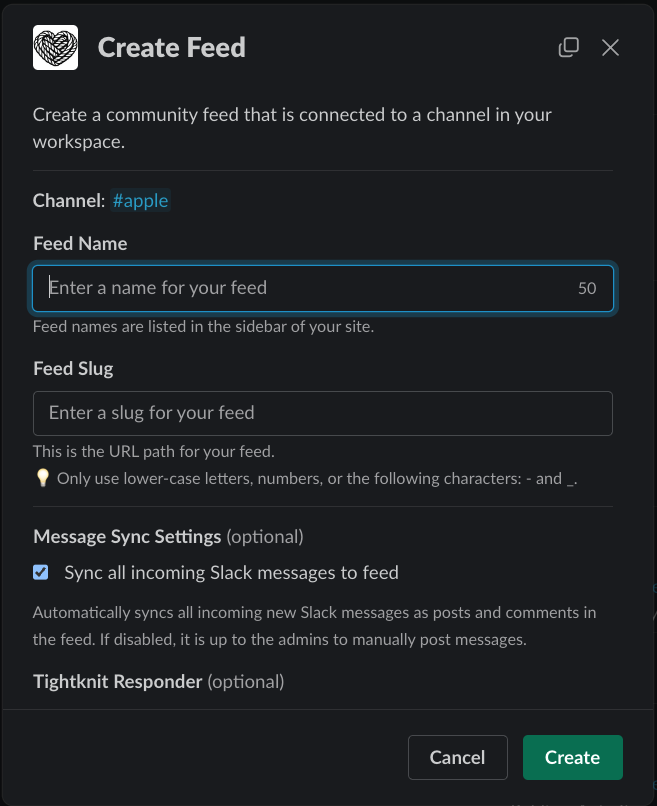 Create Feed
Create a community feed that is connected to a channel in your
workspace.
Channel: #apple
Feed Name
Enter a name for your feed 50
Feed names are listed in the sidebar of your site.
Feed Slug
Enter a slug for your feed
This is the URL path for your feed.
💡 Only use lower-case letters, numbers, or the following characters: - and _.
Message Sync Settings (optional)
Sync all incoming Slack messages to feed
Automatically syncs all incoming new Slack messages as posts and comments in
the feed. If disabled, it is up to the admins to manually post messages.
Tightknit Responder (optional)
Cancel Create